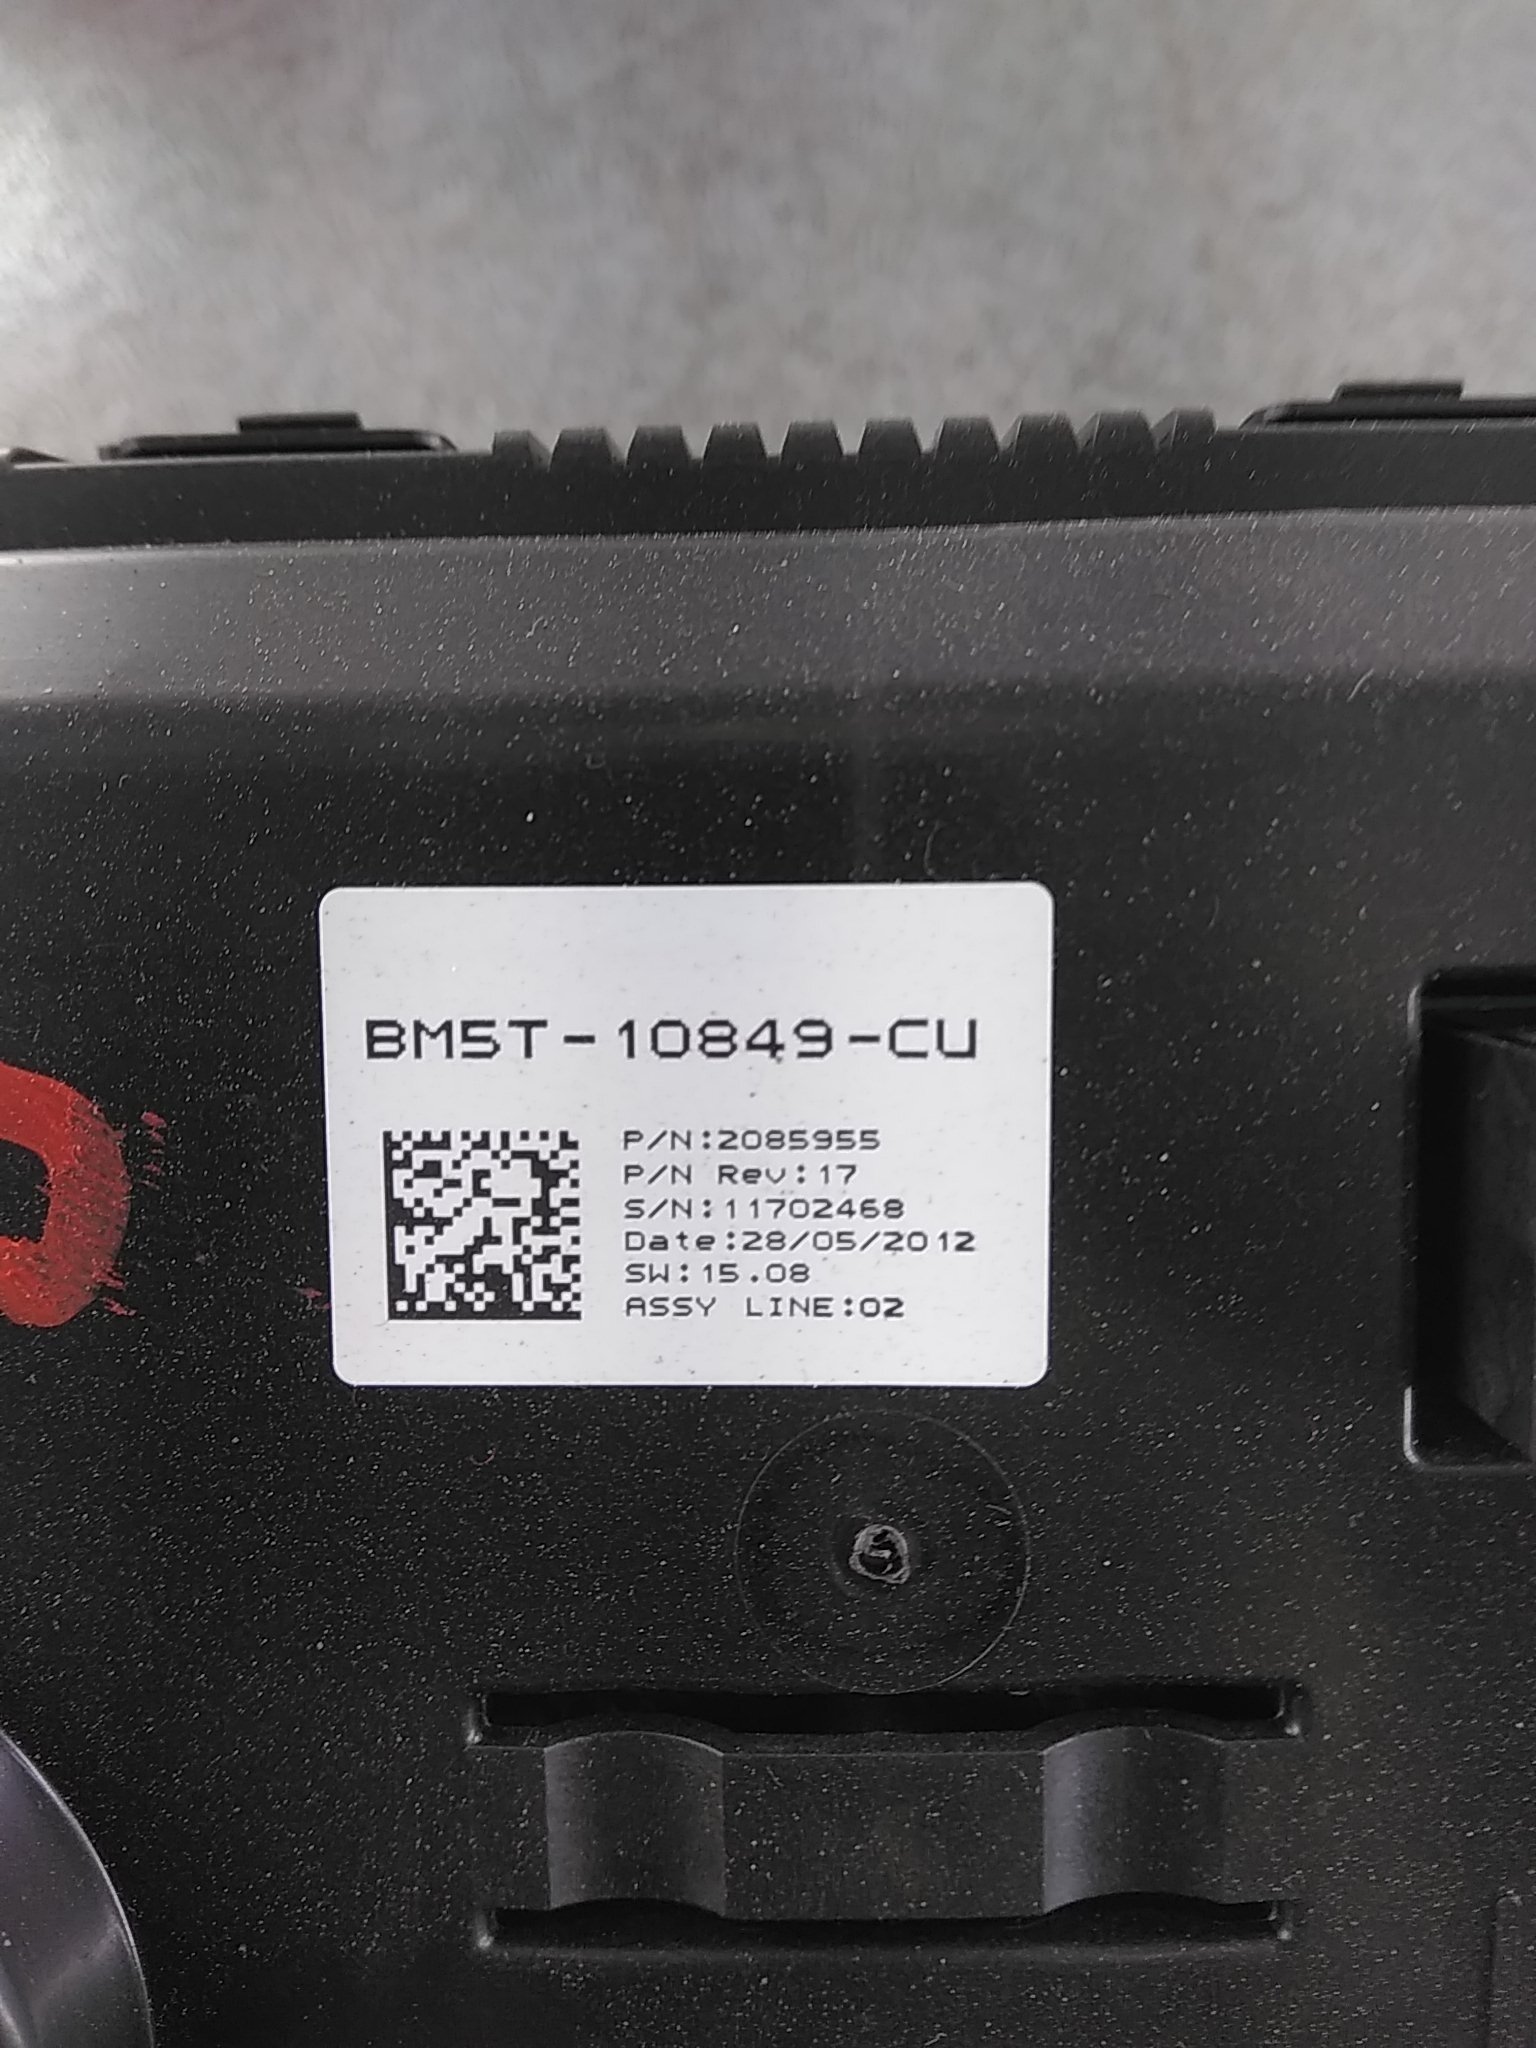 BM5T-10849-CU
P/N:2085955
P/N Rev:17
S/N:11702468
Date:28/05/2012
SW:15.08
ASSY LINE:02